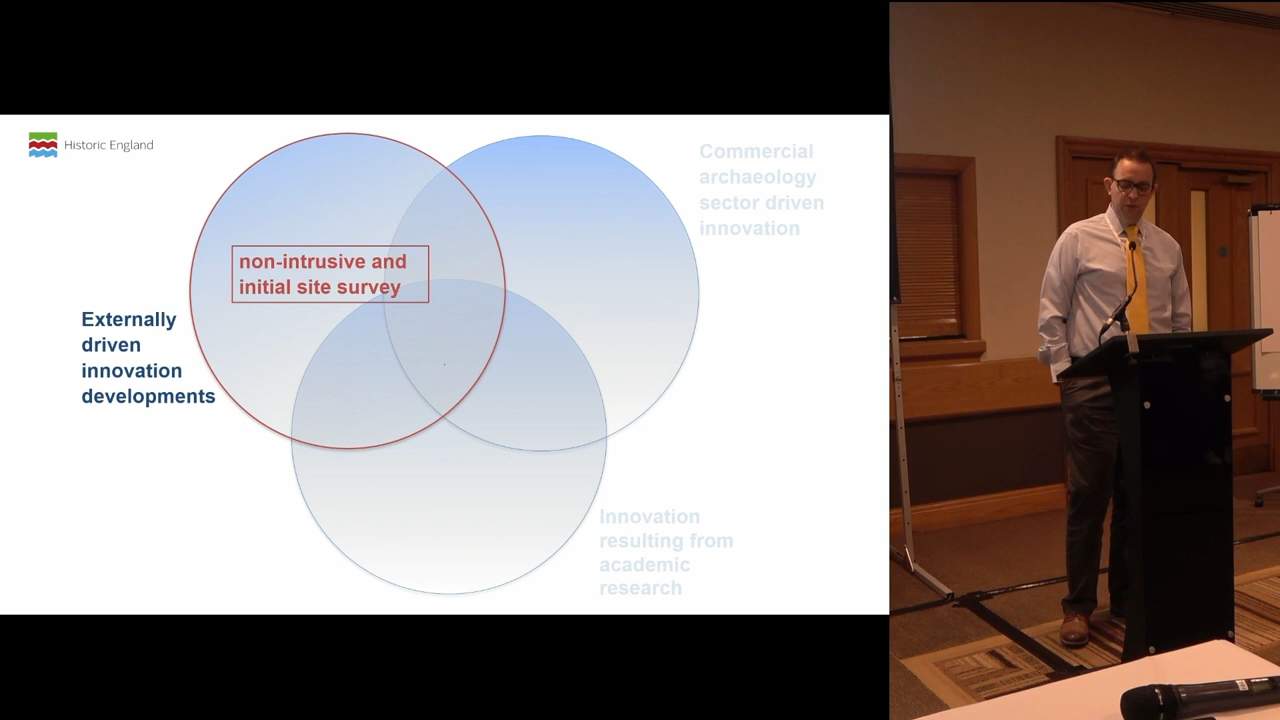 Historic England
Commercial
archaeology
sector driven
innovation
non-intrusive and
initial site survey
Externally
driven
innovation
developments
Innovation
resulting from
academic
research